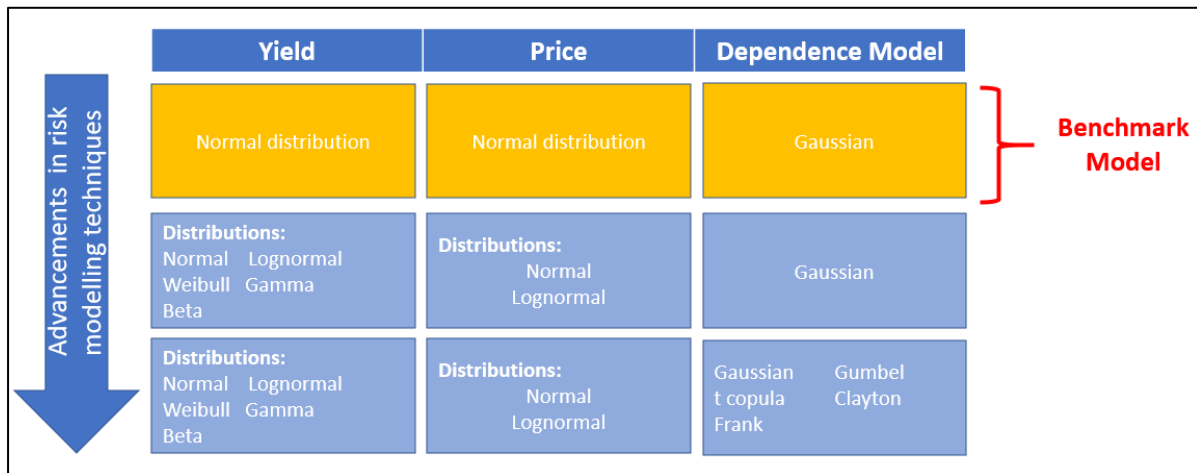 Yield
Price
Dependence Model
Advancements in risk
modelling techniques
Normal distribution
Normal distribution
Gaussian
Benchmark
Model
Distributions:
Normal Lognormal
Weibull Gamma
Beta
Distributions:
Normal
Lognormal
Gaussian
Distributions:
Normal Lognormal
Weibull Gamma
Beta
Distributions:
Normal
Lognormal
Gaussian Gumbel
t copula Clayton
Frank